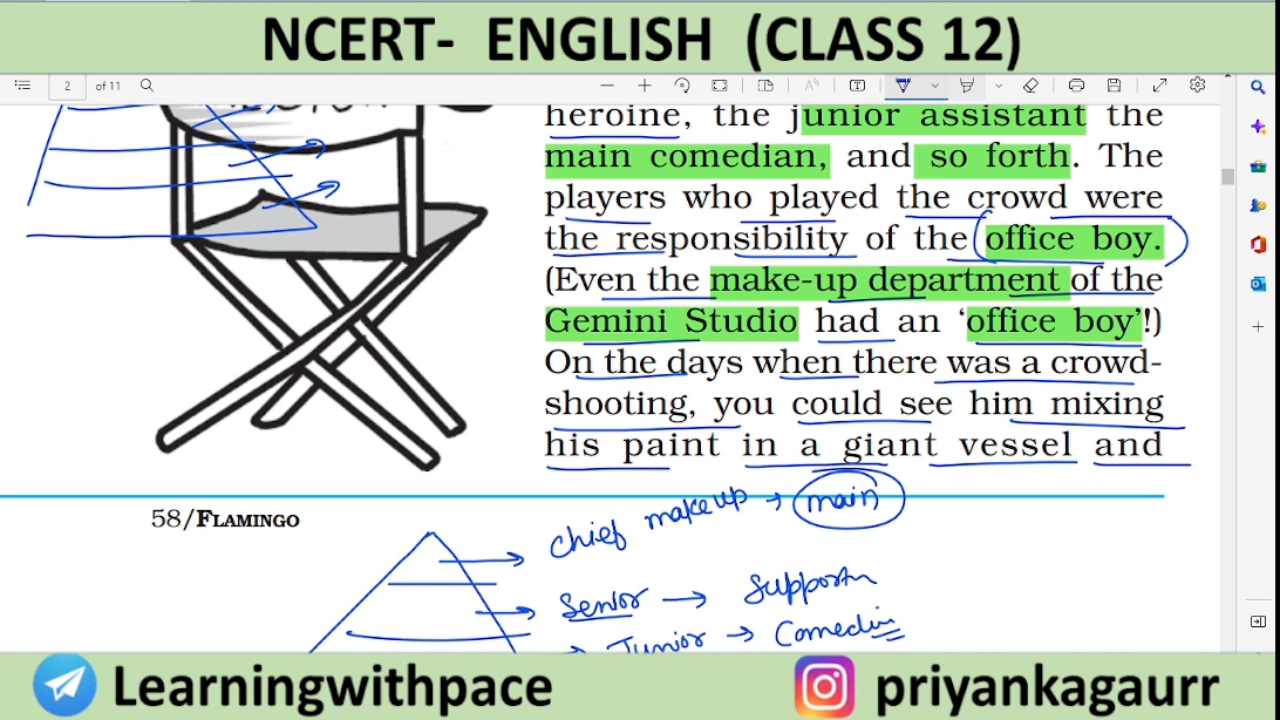 NCERT- ENGLISH (CLASS 12)
2 of 11
heroine, the junior assistant the
main comedian, and so forth. The
players who played the crowd were
the responsibility of the office boy.
(Even the make-up department of the
Gemini Studio had an ‘office boy’!)
On the days when there was a crowd-
shooting, you could see him mixing
his paint in a giant vessel and
58/FLAMINGO
chief makeup → main
Senior → Supportn
Junior → Comedin
Learningwithpace
priyankagaurr